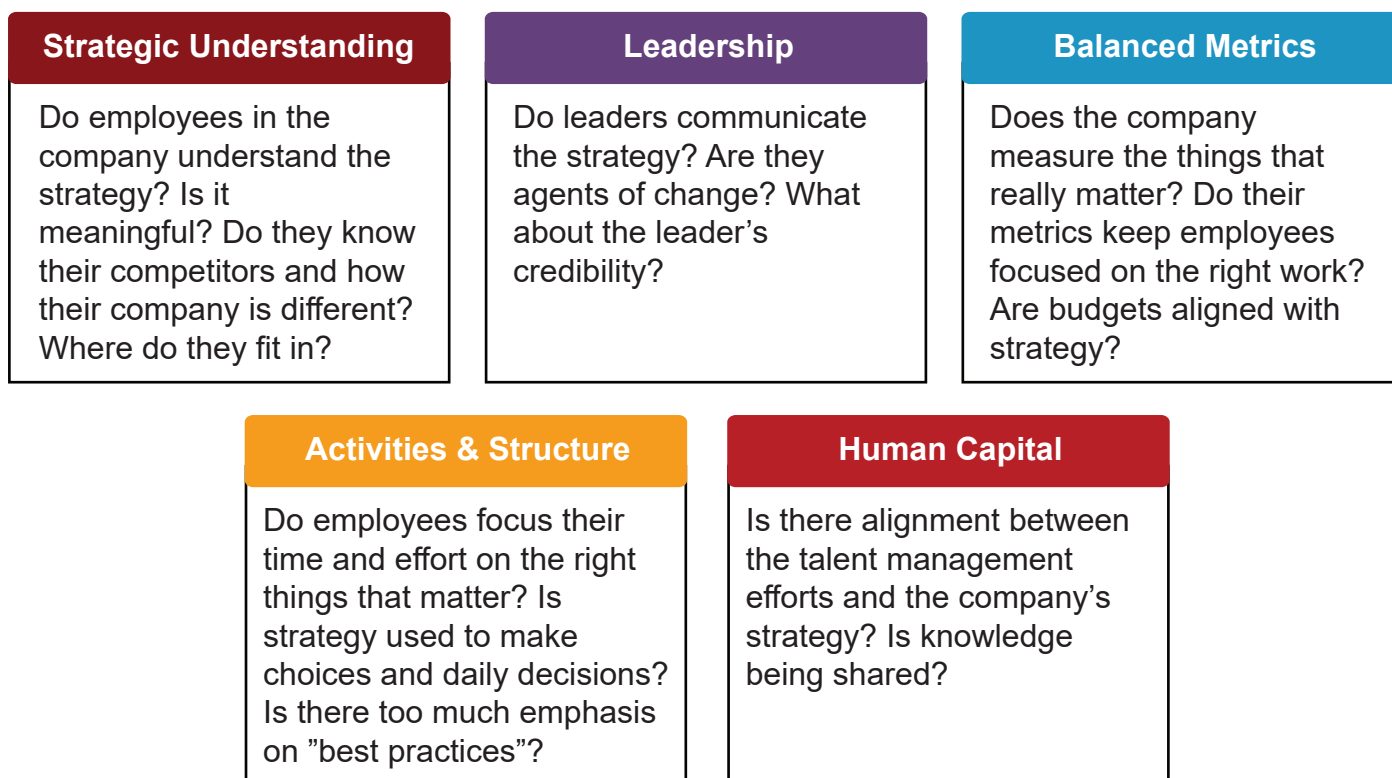 Strategic Understanding
Do employees in the
company understand the
strategy? Is it
meaningful? Do they know
their competitors and how
their company is different?
Where do they fit in?
Leadership
Do leaders communicate
the strategy? Are they
agents of change? What
about the leader’s
credibility?
Balanced Metrics
Does the company
measure the things that
really matter? Do their
metrics keep employees
focused on the right work?
Are budgets aligned with
strategy?
Activities & Structure
Do employees focus their
time and effort on the right
things that matter? Is
strategy used to make
choices and daily decisions?
Is there too much emphasis
on ”best practices”?
Human Capital
Is there alignment between
the talent management
efforts and the company’s
strategy? Is knowledge
being shared?